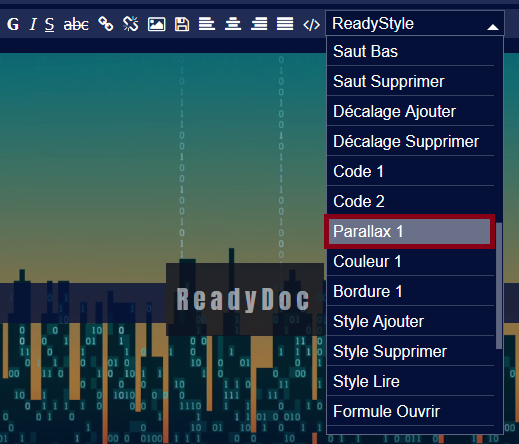 G I S abc </> ReadyStyle
Saut Bas
Saut Supprimer
Décalage Ajouter
Décalage Supprimer
Code 1
Code 2
Parallax 1
Couleur 1
Bordure 1
Style Ajouter
Style Supprimer
Style Lire
Formule Ouvrir
ReadyDoc